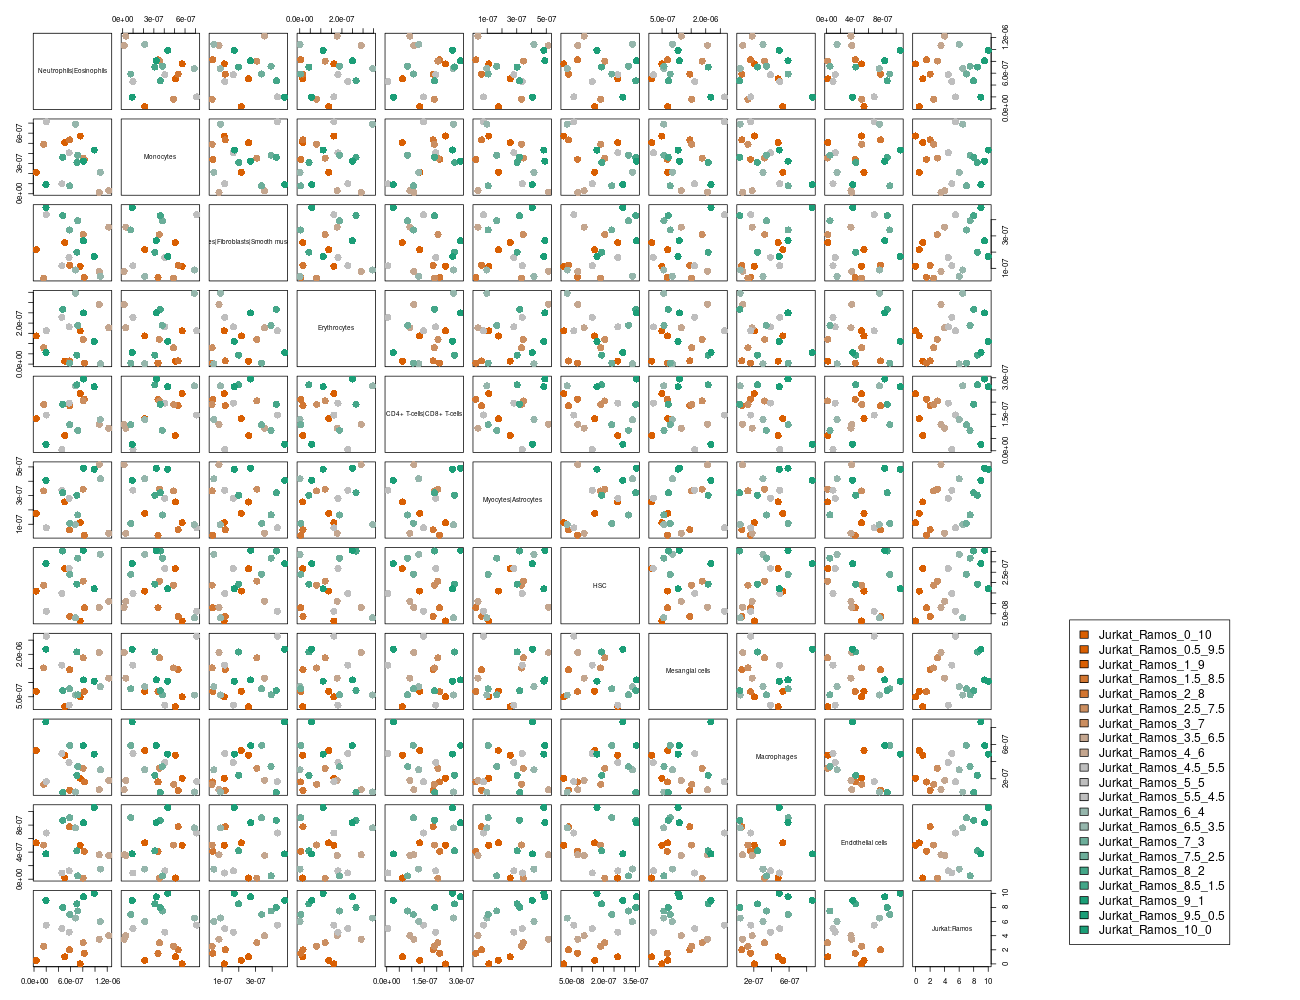 0e+00 3e-07 6e-07 0.0e+00 2.0e-07 1e-07 3e-07 5e-07 5.0e-07 2.0e-06 0e+00 4e-07 8e-07
Neutrophils|Eosinophils
0.0e+00 6.0e-07 1.2e-06
Monocytes
0e+00 3e-07 6e-07
es|Fibroblasts|Smooth mus
1e-07 3e-07
Erythrocytes
0.0e+00 2.0e-07
CD4+ T-cells|CD8+ T-cells
0.0e+00 1.5e-07 3.0e-07
Myocytes|Astrocytes
1e-07 3e-07 5e-07
HSC
5.0e-08 2.5e-07
Mesangial cells
5.0e-07 2.0e-06
Macrophages
2e-07 6e-07
Endothelial cells
0e+00 4e-07 8e-07
Jurkat:Ramos
0 2 4 6 8 10
0.0e+00 6.0e-07 1.2e-06 1e-07 3e-07 0.0e+00 1.5e-07 3.0e-07 5.0e-08 2.0e-07 3.5e-07 2e-07 6e-07 0 2 4 6 8 10
Jurkat_Ramos_0_10
Jurkat_Ramos_0.5_9.5
Jurkat_Ramos_1_9
Jurkat_Ramos_1.5_8.5
Jurkat_Ramos_2_8
Jurkat_Ramos_2.5_7.5
Jurkat_Ramos_3_7
Jurkat_Ramos_3.5_6.5
Jurkat_Ramos_4_6
Jurkat_Ramos_4.5_5.5
Jurkat_Ramos_5_5
Jurkat_Ramos_5.5_4.5
Jurkat_Ramos_6_4
Jurkat_Ramos_6.5_3.5
Jurkat_Ramos_7_3
Jurkat_Ramos_7.5_2.5
Jurkat_Ramos_8_2
Jurkat_Ramos_8.5_1.5
Jurkat_Ramos_9_1
Jurkat_Ramos_9.5_0.5
Jurkat_Ramos_10_0